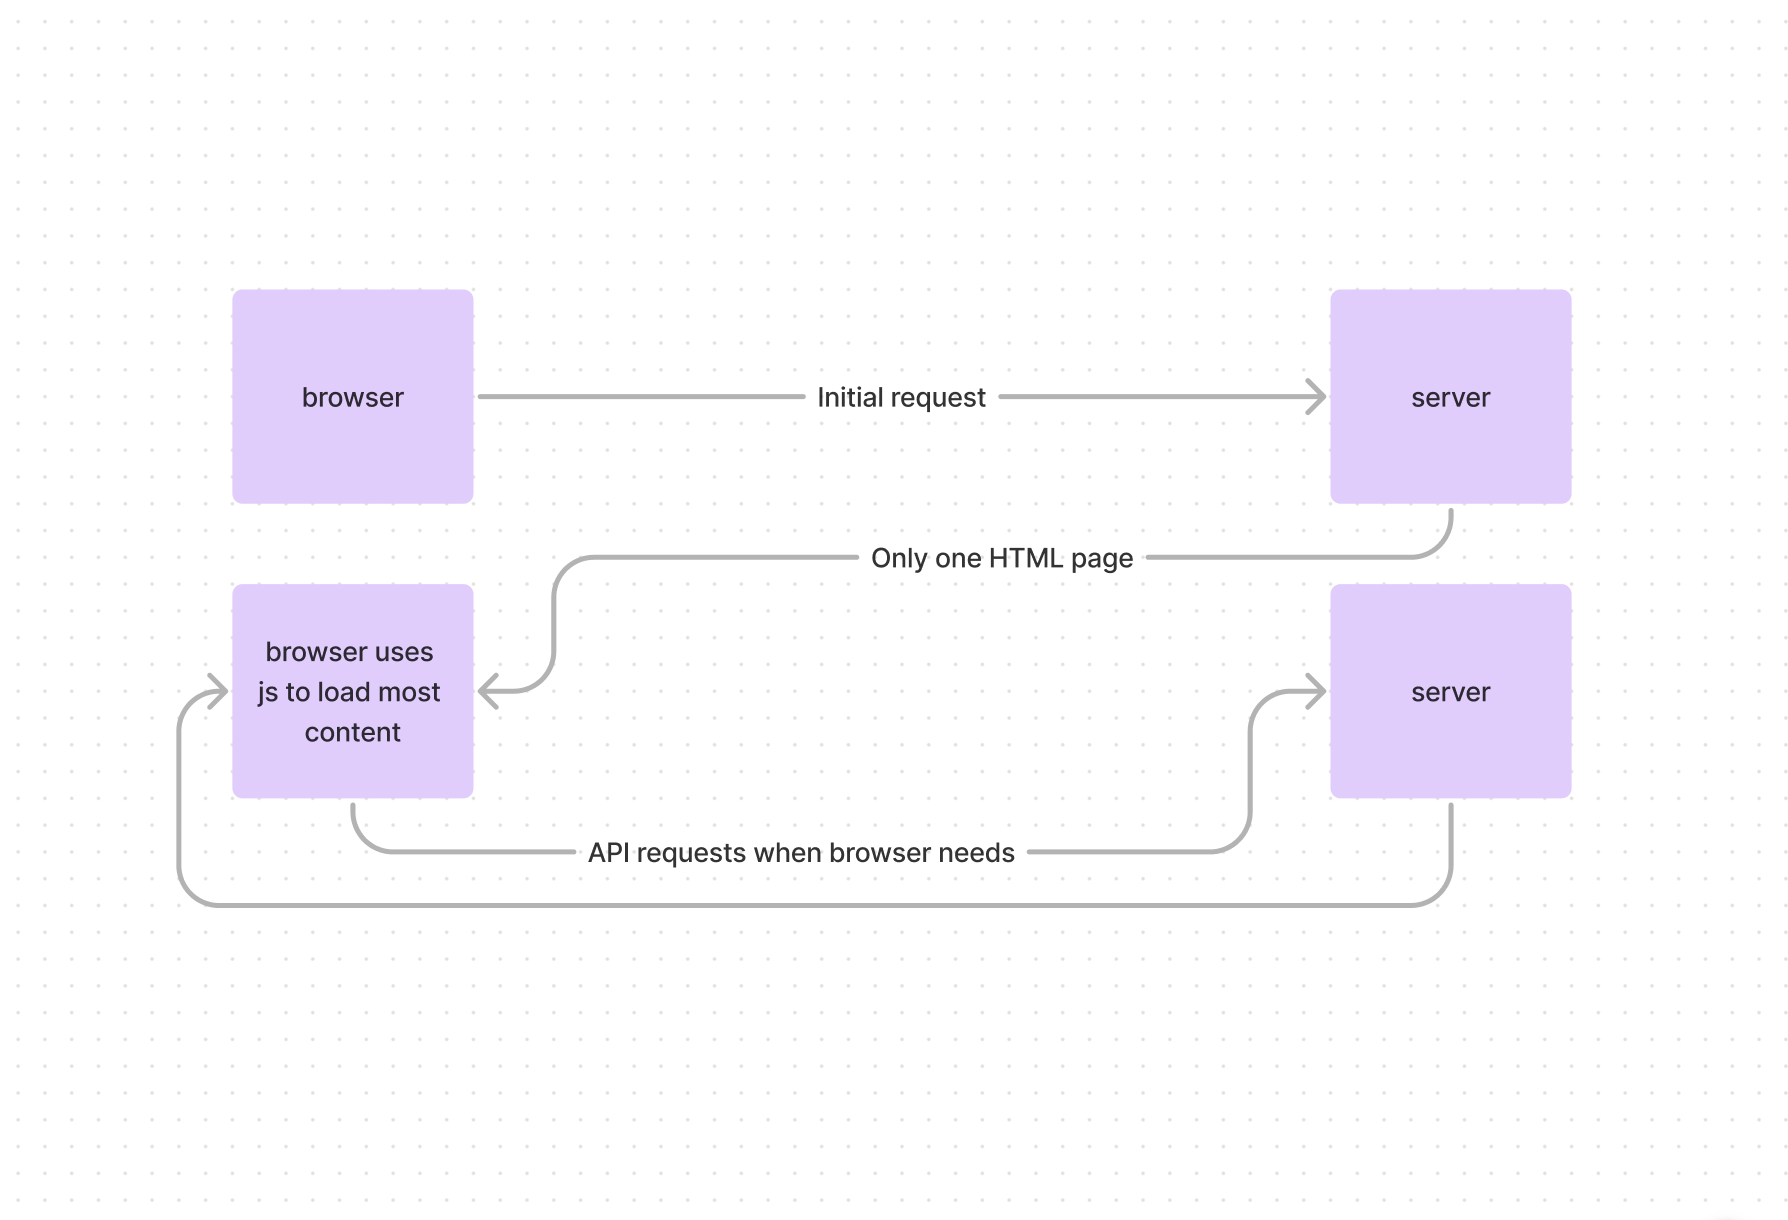 browser
Initial request
server
Only one HTML page
browser uses
js to load most
content
server
API requests when browser needs